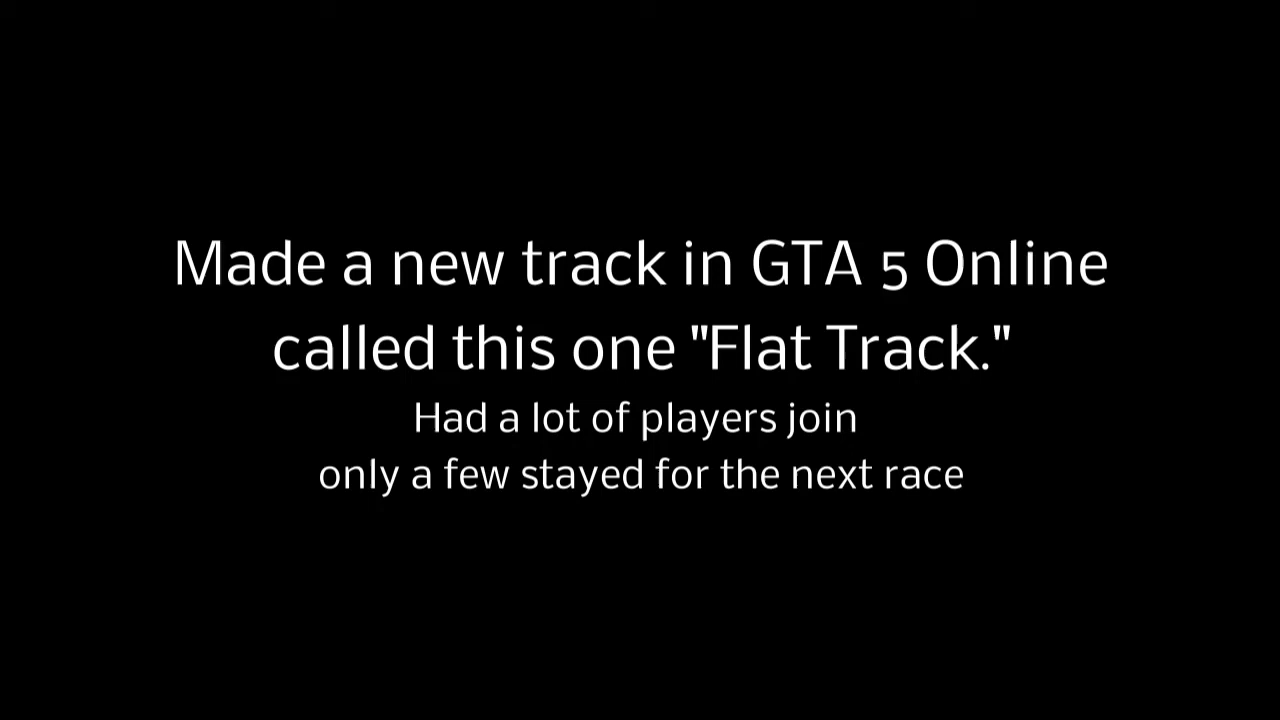 Made a new track in GTA 5 Online
called this one "Flat Track."
Had a lot of players join
only a few stayed for the next race